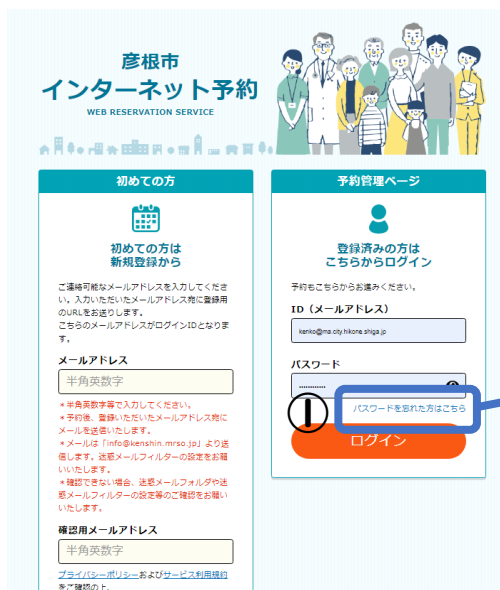 彦根市
インターネット予約
WEB RESERVATION SERVICE
初めての方
初めての方は
新規登録から
ご連絡可能なメールアドレスを入力してくださ
い。入力いただいたメールアドレス宛に登録用
のURLをお送りします。
こちらのメールアドレスがログインIDとなりま
す。
メールアドレス
半角英数字
＊半角英数字等で入力してください。
＊予約後、登録いただいたメールアドレス宛に
メールを送信いたします。
＊メールは「info@kenshin.mrso.jp」より送
信します。迷惑メールフィルターの設定をお願
いいたします。
＊確認できない場合、迷惑メールフォルダや迷
惑メールフィルターの設定等のご確認をお願い
いたします。
確認用メールアドレス
半角英数字
プライバシーポリシーおよびサービス利用規約
をご確認の上、
予約管理ページ
登録済みの方は
こちらからログイン
予約もこちらからお進みください。
ID（メールアドレス）
kenko@ma.city.hikone.shiga.jp
パスワード
............
パスワードを忘れた方はこちら
①
ログイン